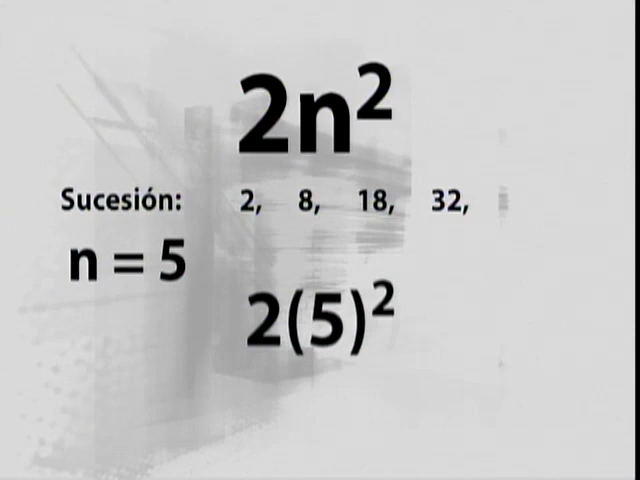 2n²
Sucesión: 2, 8, 18, 32,
n = 5
2(5)²